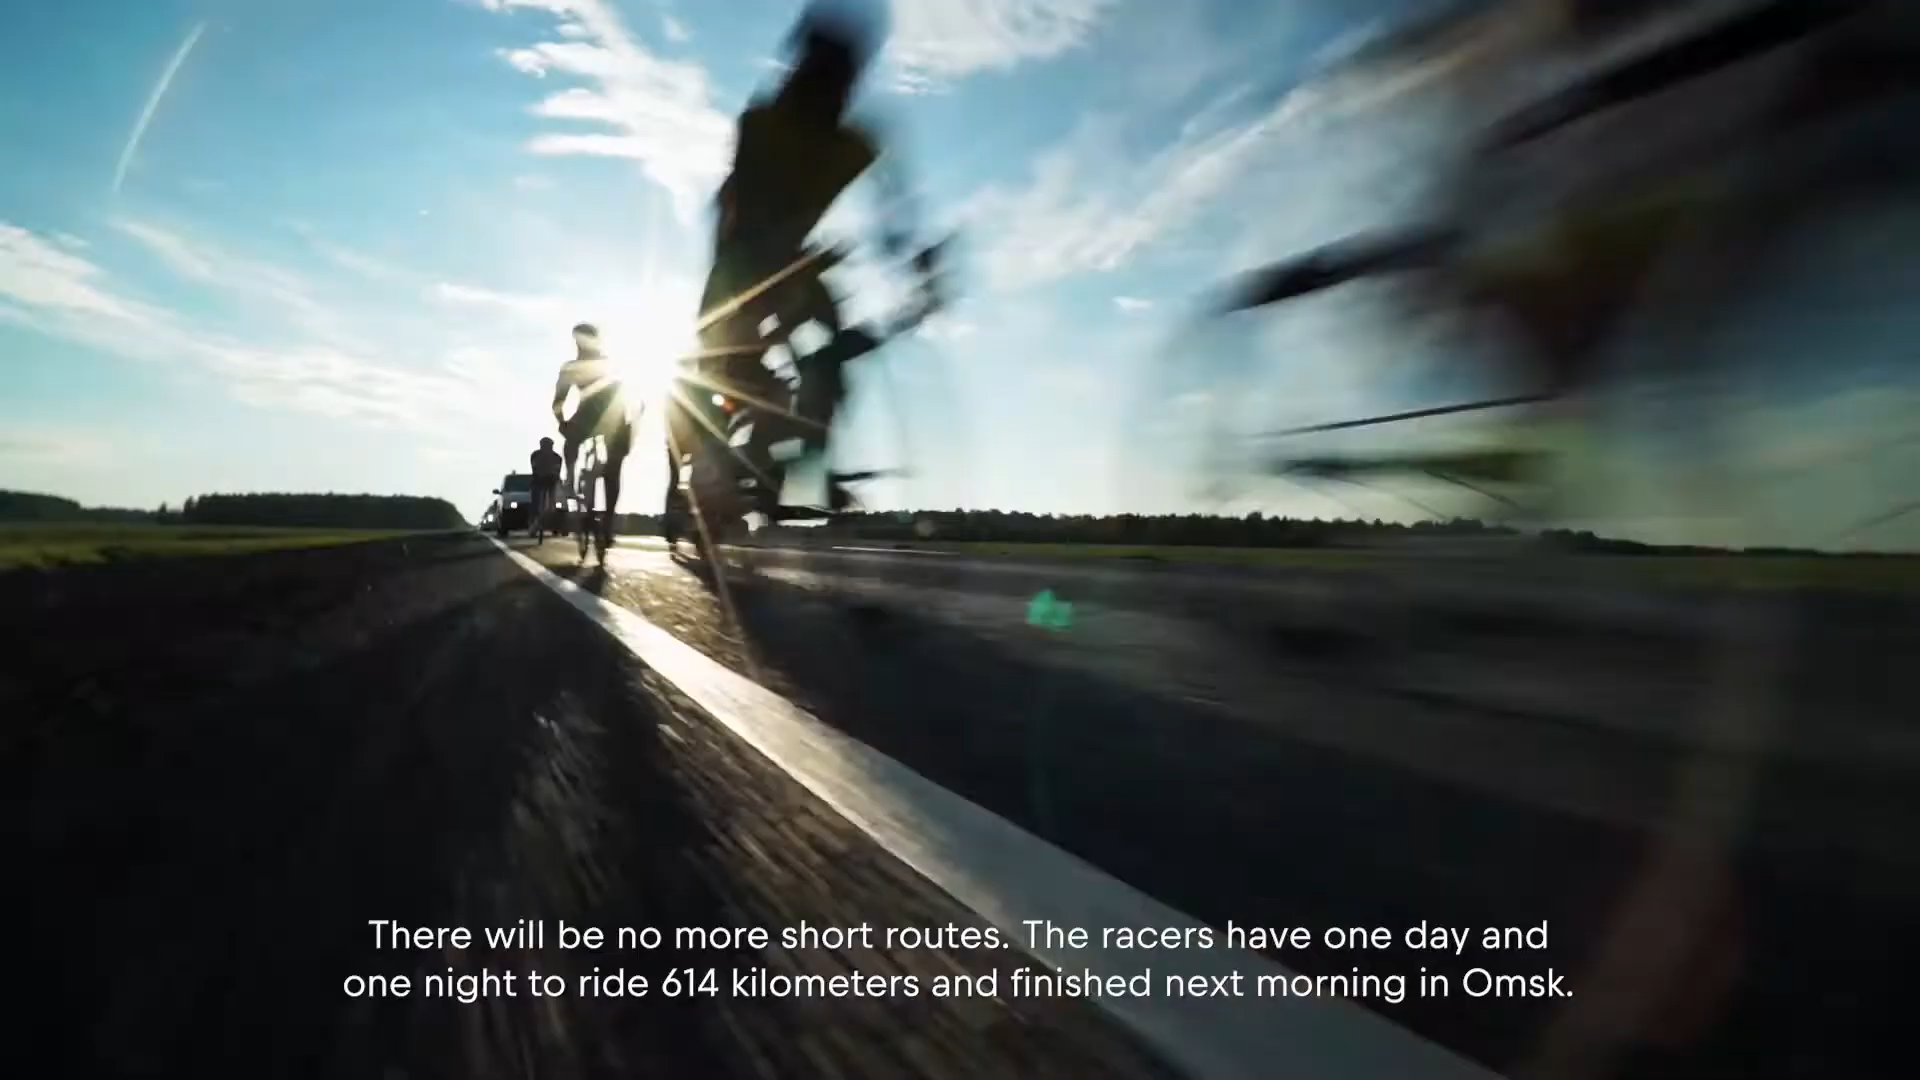 There will be no more short routes. The racers have one day and
one night to ride 614 kilometers and finished next morning in Omsk.